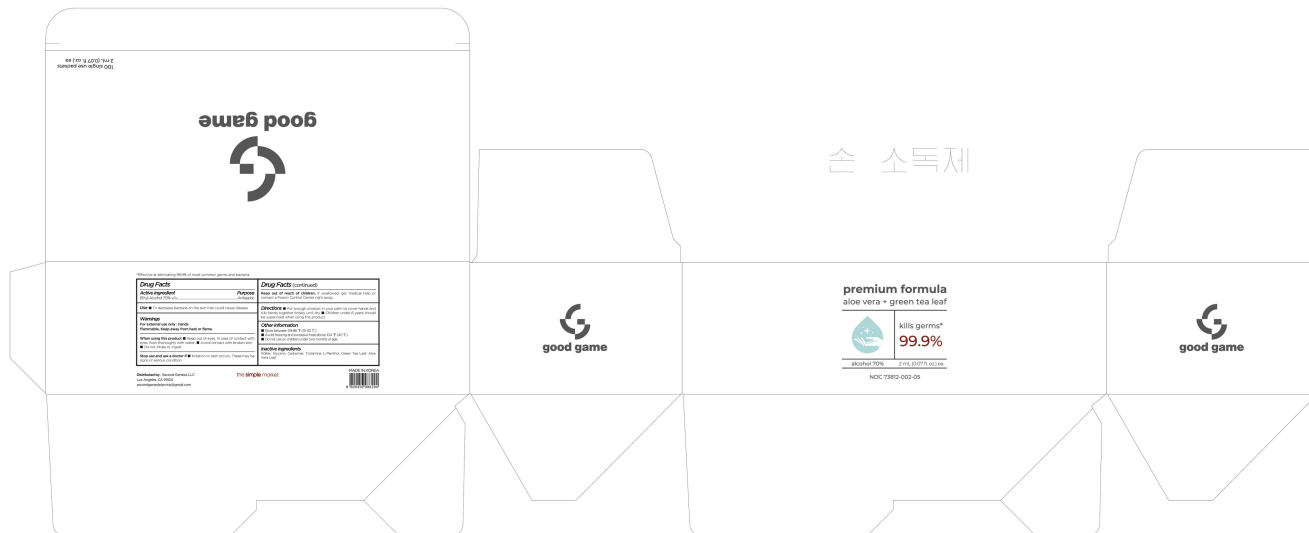 100 single use packets
2 mL (0.07 fl. oz.) ea
good game
손 소독제
*Effective at eliminating 99.9% of most common germs and bacteria
Drug Facts
Active ingredient Purpose
Ethyl Alcohol 70% v/v Antiseptic
Use ■ To decrease bacteria on the skin that could cause disease
Warnings
For external use only : hands
Flammable, Keep away from heat or flame.
When using this product ■ Keep out of eyes. In case of contact with
eyes, flush thoroughly with water. ■ Avoid contact with broken skin
■ Do not inhale or ingest
Stop use and ask a doctor if ■ Irritation or rash occurs. These may be
signs of serious condition
Drug Facts (continued)
Keep out of reach of children. If swallowed, get medical help or
contact a Poison Control Center right away.
Directions ■ Put enough product in your palm to cover hands and
rub hands together briskly until dry ■ Children under 6 years should
be supervised when using this product
Other information
■ Avoid freezing and excessive heat above 104 °F (40 °C)
■ Do not use on children under two months of age.
Inactive ingredients
Water, Glycerin, Carbomer, Trolamine, L-Menthol, Green Tea Leaf, Aloe
Vera Leaf
Distributed by : Second Genesis LLC
Los Angeles, CA
the simple market
MADE IN KOREA
good game
premium formula
aloe vera + green tea leaf
kills germs*
99.9%
alcohol 70% 2 mL (0.07 fl. oz.) ea
NDC 73812-002-05
good game